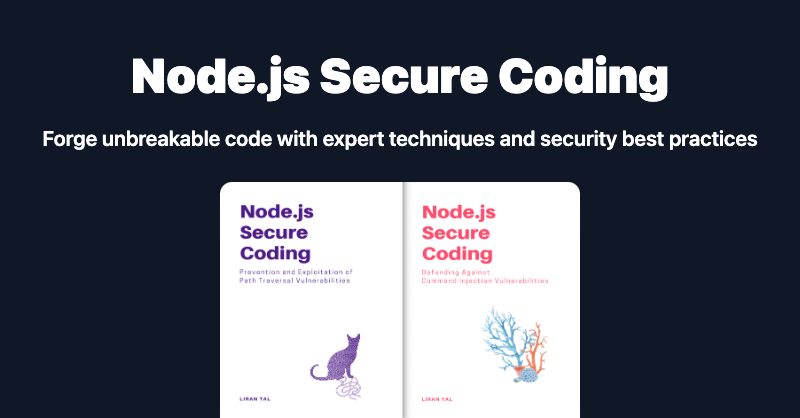 Node.js Secure Coding
Forge unbreakable code with expert techniques and security best practices
Node.js
Secure
Coding
Prevention and Exploitation of
Path Traversal Vulnerabilities
LIRAN TAL
Node.js
Secure
Coding
Defending Against
Command Injection Vulnerabilities
LIRAN TAL